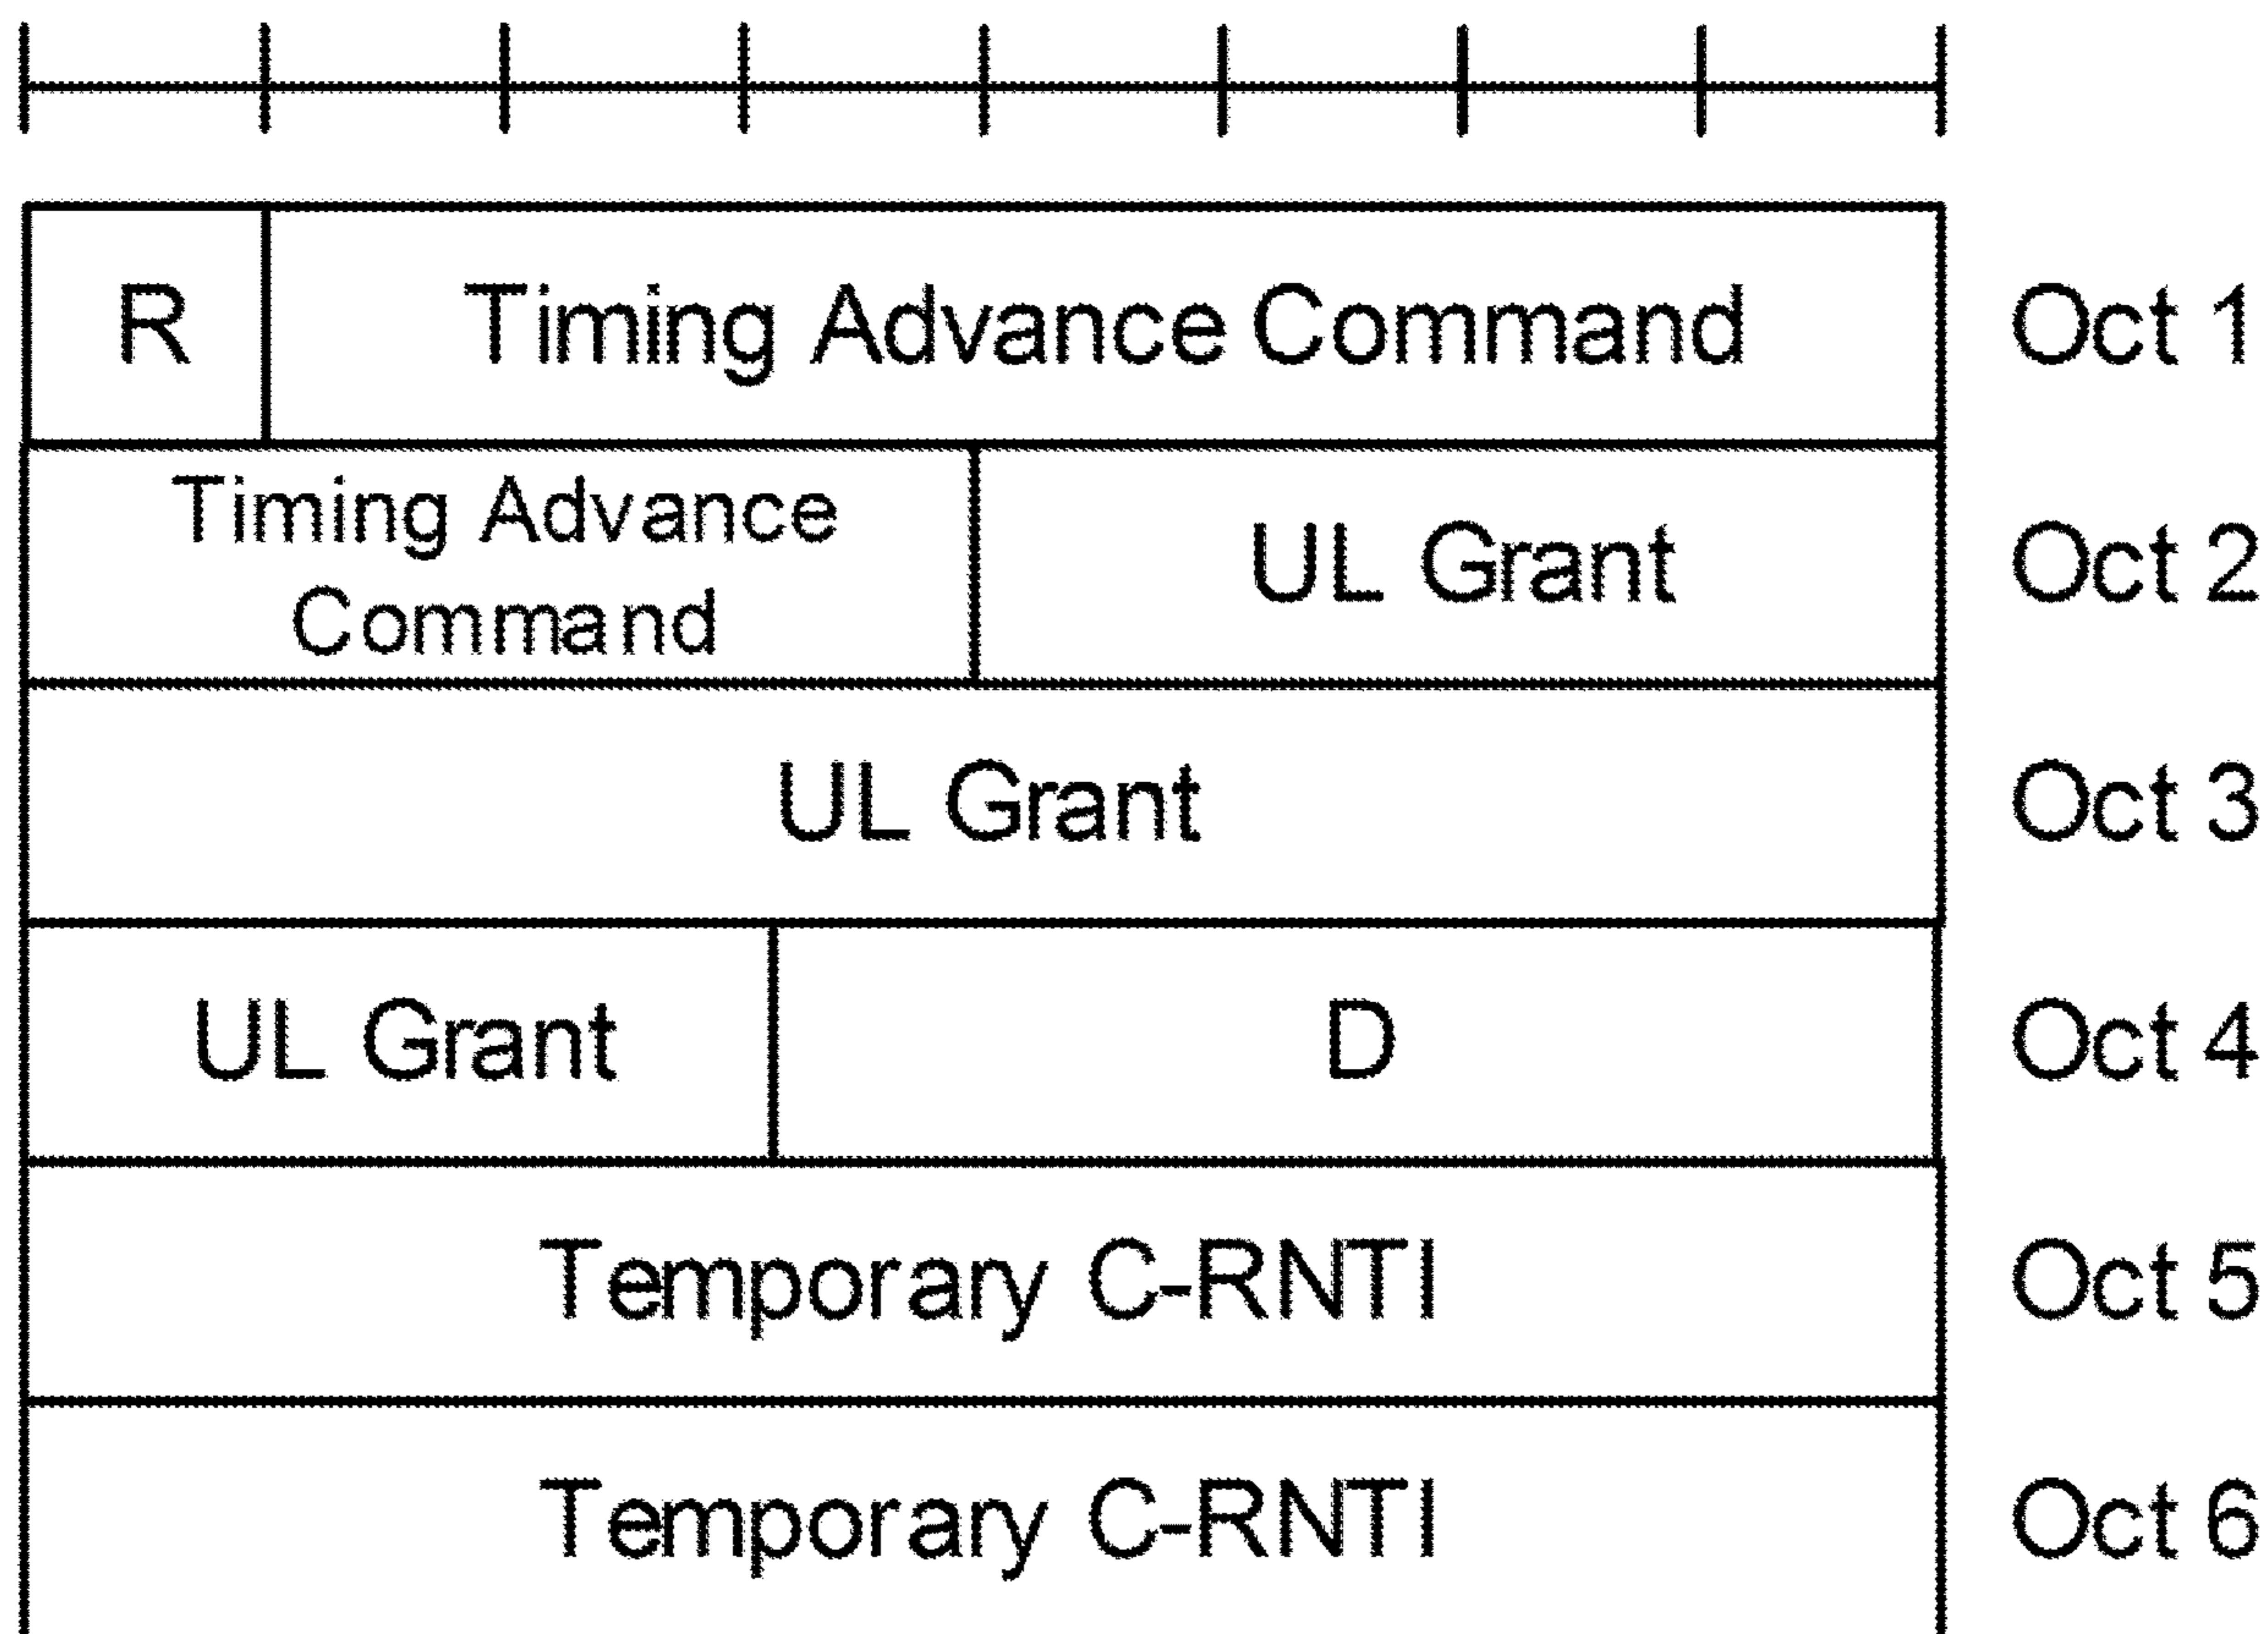 R Timing Advance Command Oct 1
Timing Advance
Command
UL Grant Oct 2
UL Grant Oct 3
UL Grant D Oct 4
Temporary C-RNTI Oct 5
Temporary C-RNTI Oct 6